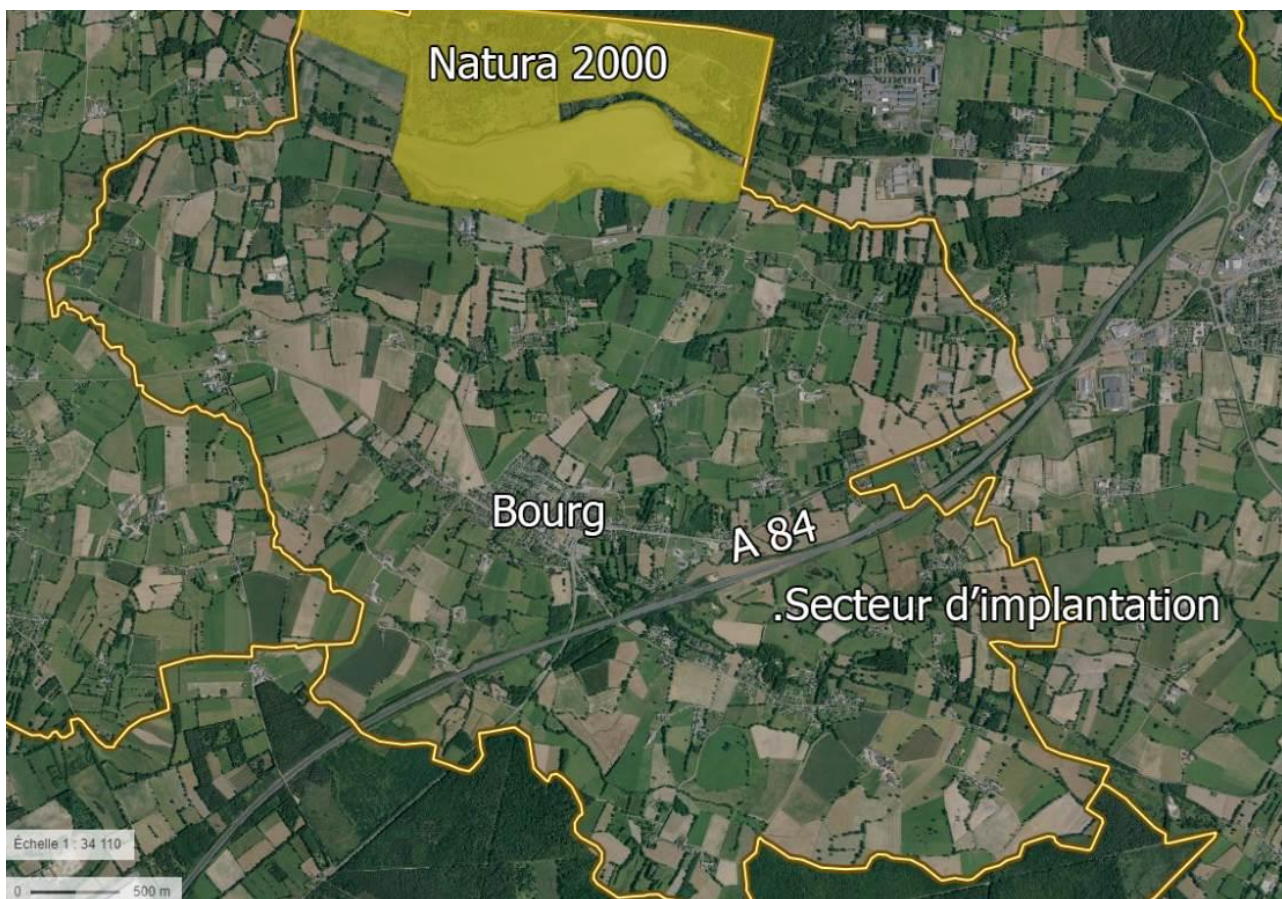 Natura 2000
Bourg
A 84
.Secteur d’implantation
Échelle 1 : 34 110
0 500 m